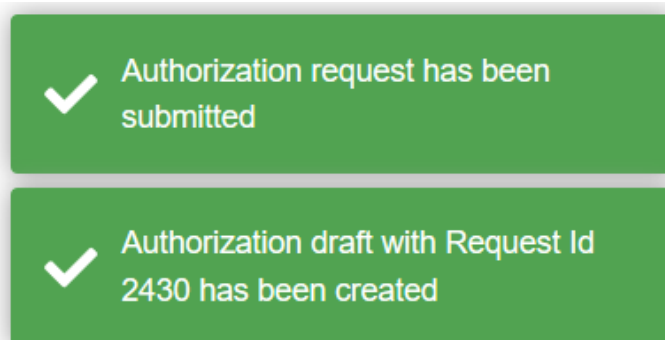 Authorization request has been
submitted
Authorization draft with Request Id
2430 has been created